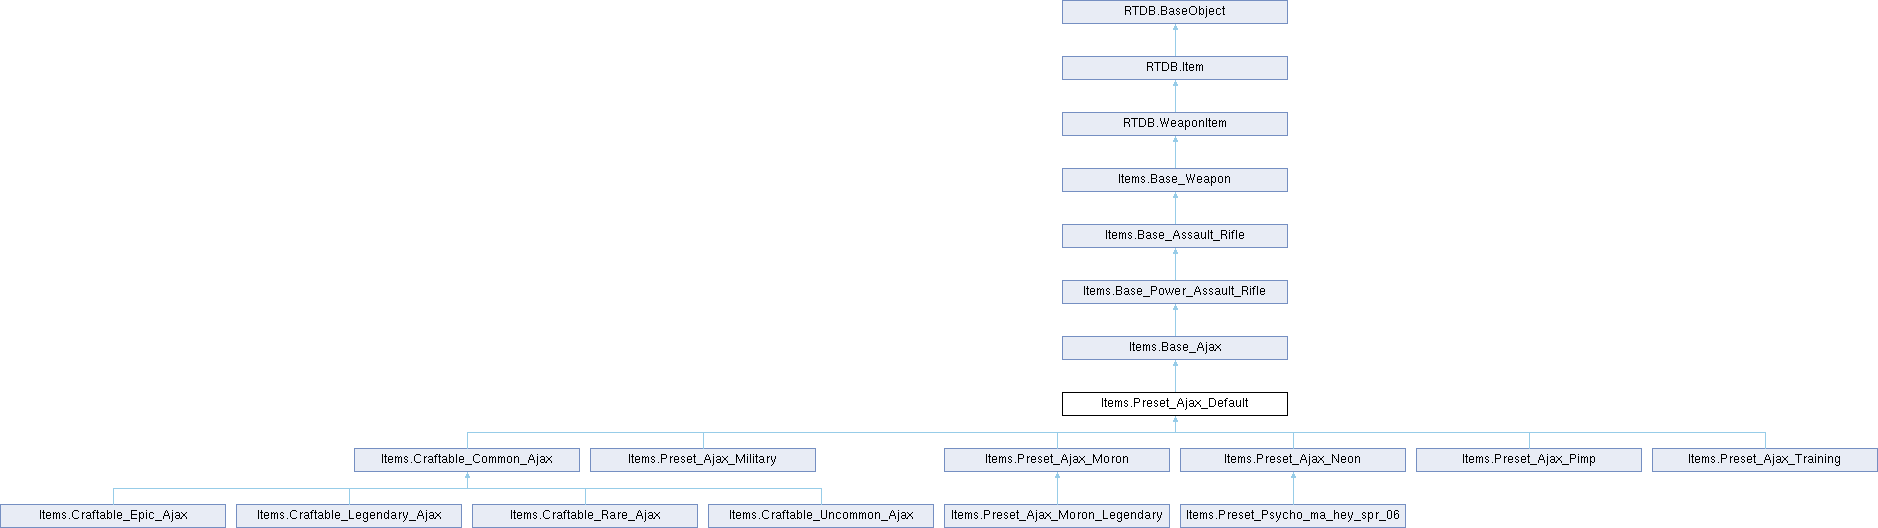 RTDB.BaseObject
RTDB.Item
RTDB.WeaponItem
Items.Base_Weapon
Items.Base_Assault_Rifle
Items.Base_Power_Assault_Rifle
Items.Base_Ajax
Items.Preset_Ajax_Default
Items.Craftable_Common_Ajax
Items.Preset_Ajax_Military
Items.Preset_Ajax_Moron
Items.Preset_Ajax_Neon
Items.Preset_Ajax_Pimp
Items.Preset_Ajax_Training
Items.Craftable_Epic_Ajax
Items.Craftable_Legendary_Ajax
Items.Craftable_Rare_Ajax
Items.Craftable_Uncommon_Ajax
Items.Preset_Ajax_Moron_Legendary
Items.Preset_Psycho_ma_hey_spr_06